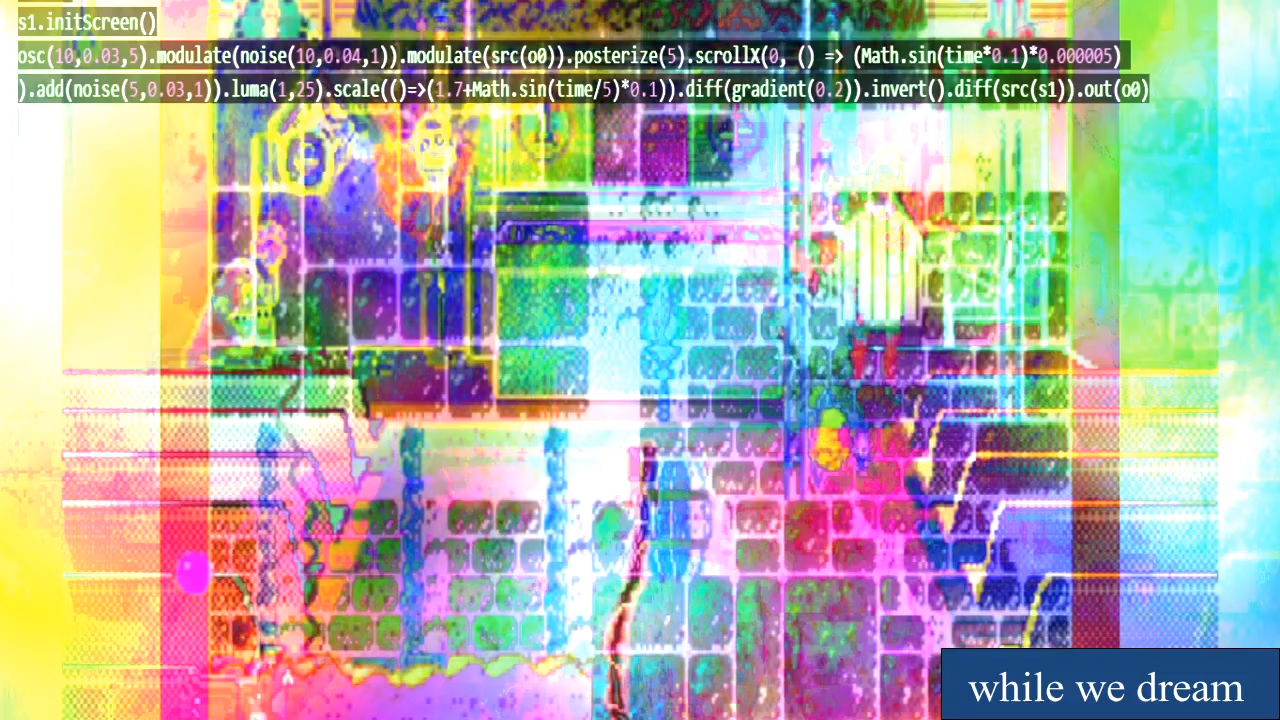 s1.initScreen()
osc(10,0.03,5).modulate(noise(10,0.04,1)).modulate(src(o0)).posterize(5).scrollX(0, () => (Math.sin(time*0.1)*0.000005)
).add(noise(5,0.03,1)).luma(1,25).scale(()=>(1.7+Math.sin(time/5)*0.1)).diff(gradient(0.2)).invert().diff(src(s1)).out(o0)
while we dream